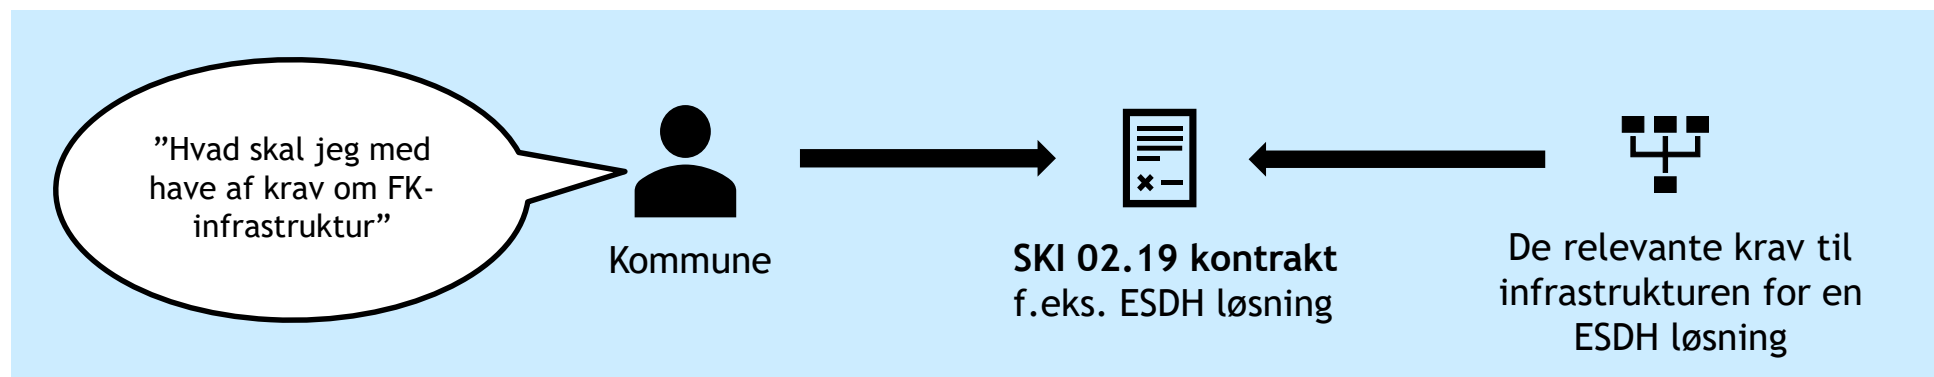 ”Hvad skal jeg med
have af krav om FK-
infrastruktur”
Kommune
SKI 02.19 kontrakt
f.eks. ESDH løsning
De relevante krav til
infrastrukturen for en
ESDH løsning